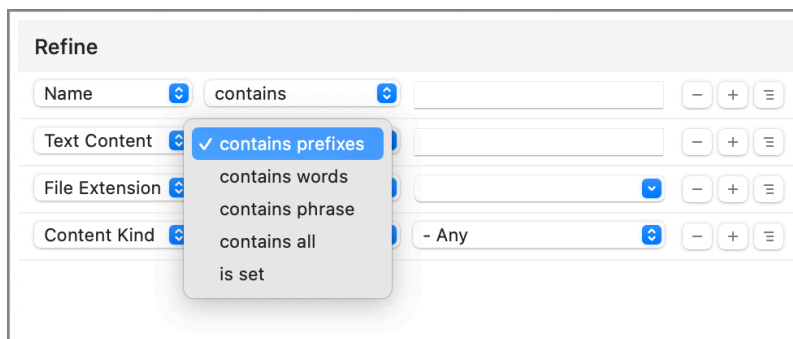 Refine
Name contains
Text Content ✓ contains prefixes
contains words
File Extension
contains phrase
Content Kind - Any
contains all
is set